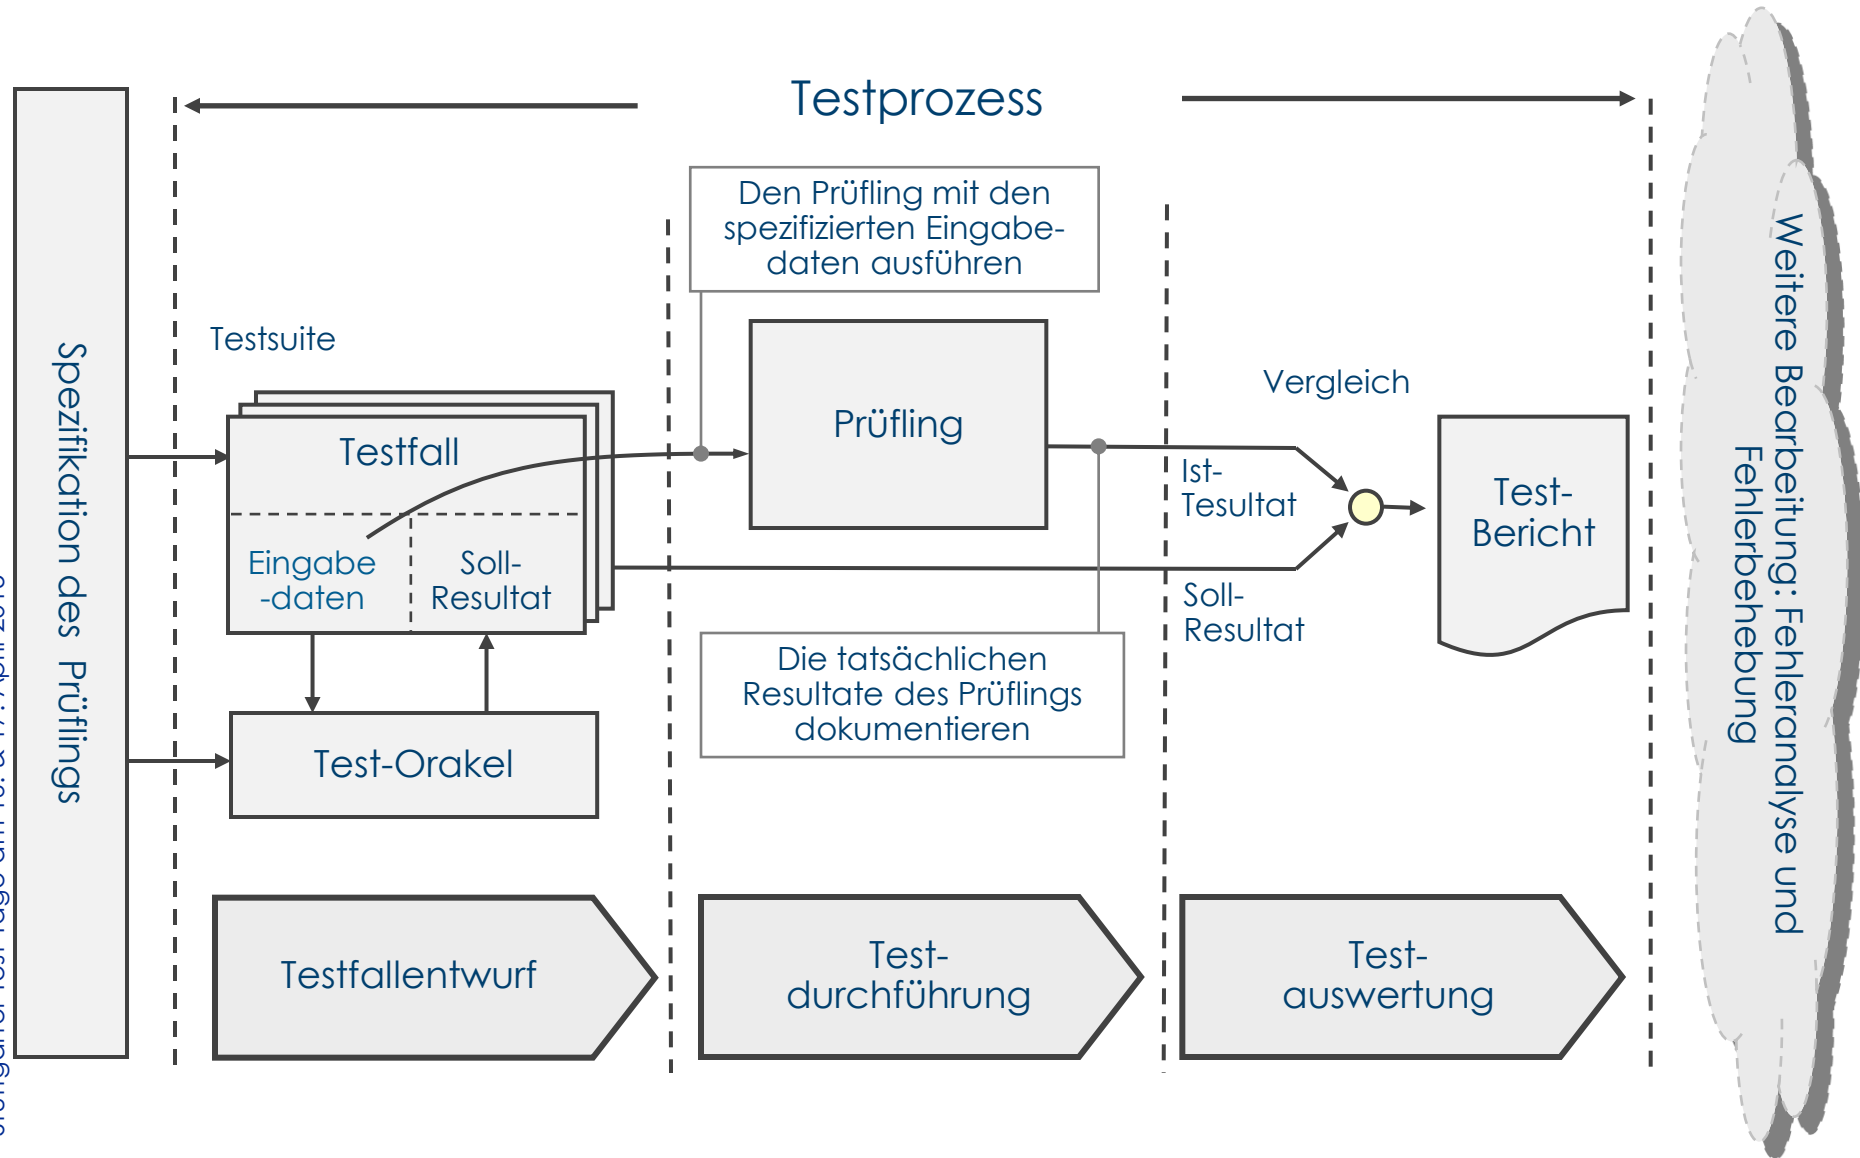 Testprozess
Den Prüfling mit den
spezifizierten Eingabe-
daten ausführen
Spezifikation des Prüflings
Testsuite
Testfall
Eingabe
-daten
Soll-
Resultat
Test-Orakel
Prüfling
Die tatsächlichen
Resultate des Prüflings
dokumentieren
Vergleich
Ist-
Tesultat
Soll-
Resultat
Test-
Bericht
Weitere Bearbeitung: Fehleranalyse und
Fehlerbehebung
Testfallentwurf
Test-
durchführung
Test-
auswertung